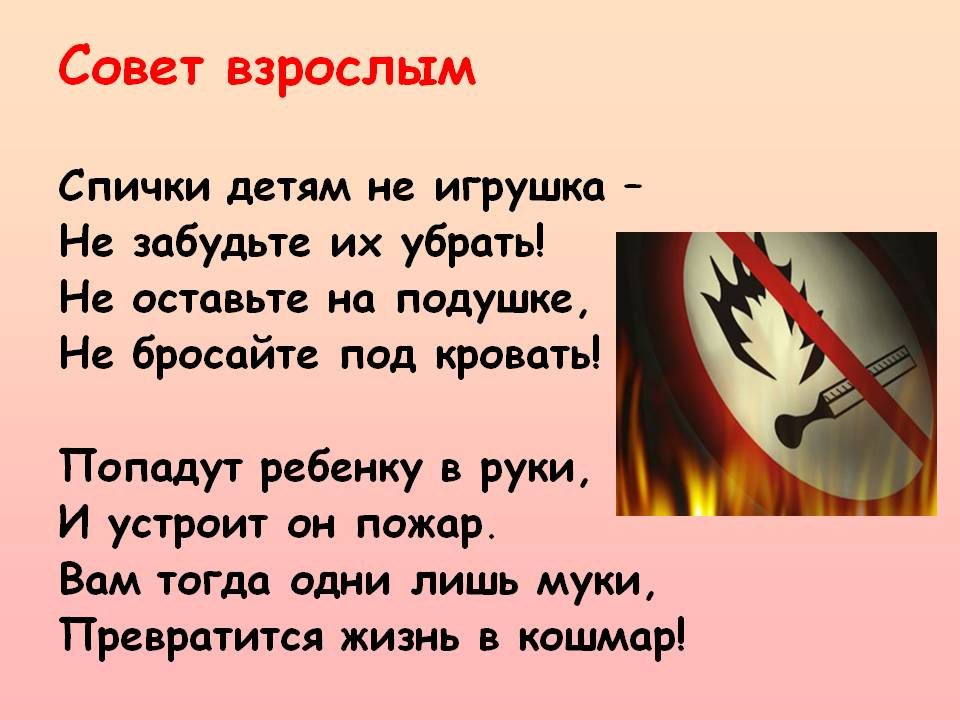 Совет взрослым
Спички детям не игрушка –
Не забудьте их убрать!
Не оставьте на подушке,
Не бросайте под кровать!
Попадут ребенку в руки,
И устроит он пожар.
Вам тогда одни лишь муки,
Превратится жизнь в кошмар!